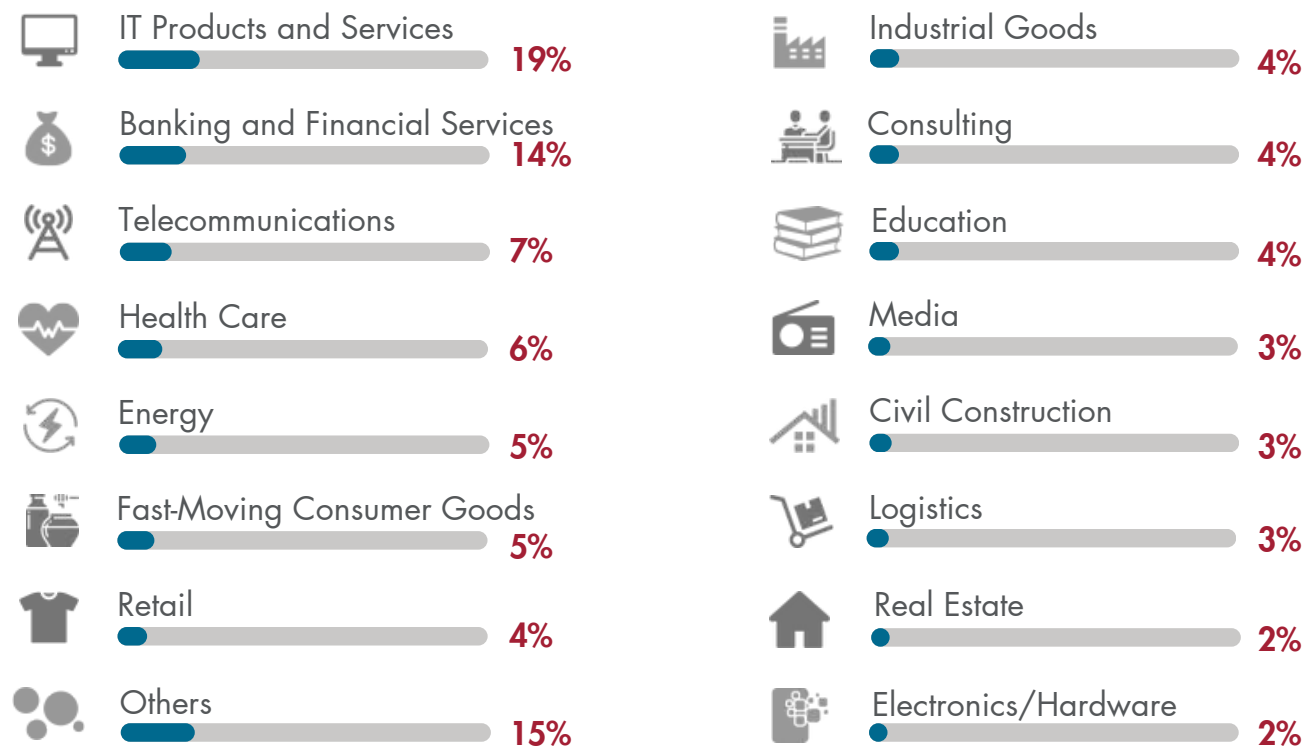 IT Products and Services
19%
Banking and Financial Services
14%
Telecommunications
7%
Health Care
6%
Energy
5%
Fast-Moving Consumer Goods
5%
Retail
4%
Others
15%
Industrial Goods
4%
Consulting
4%
Education
4%
Media
3%
Civil Construction
3%
Logistics
3%
Real Estate
2%
Electronics/Hardware
2%